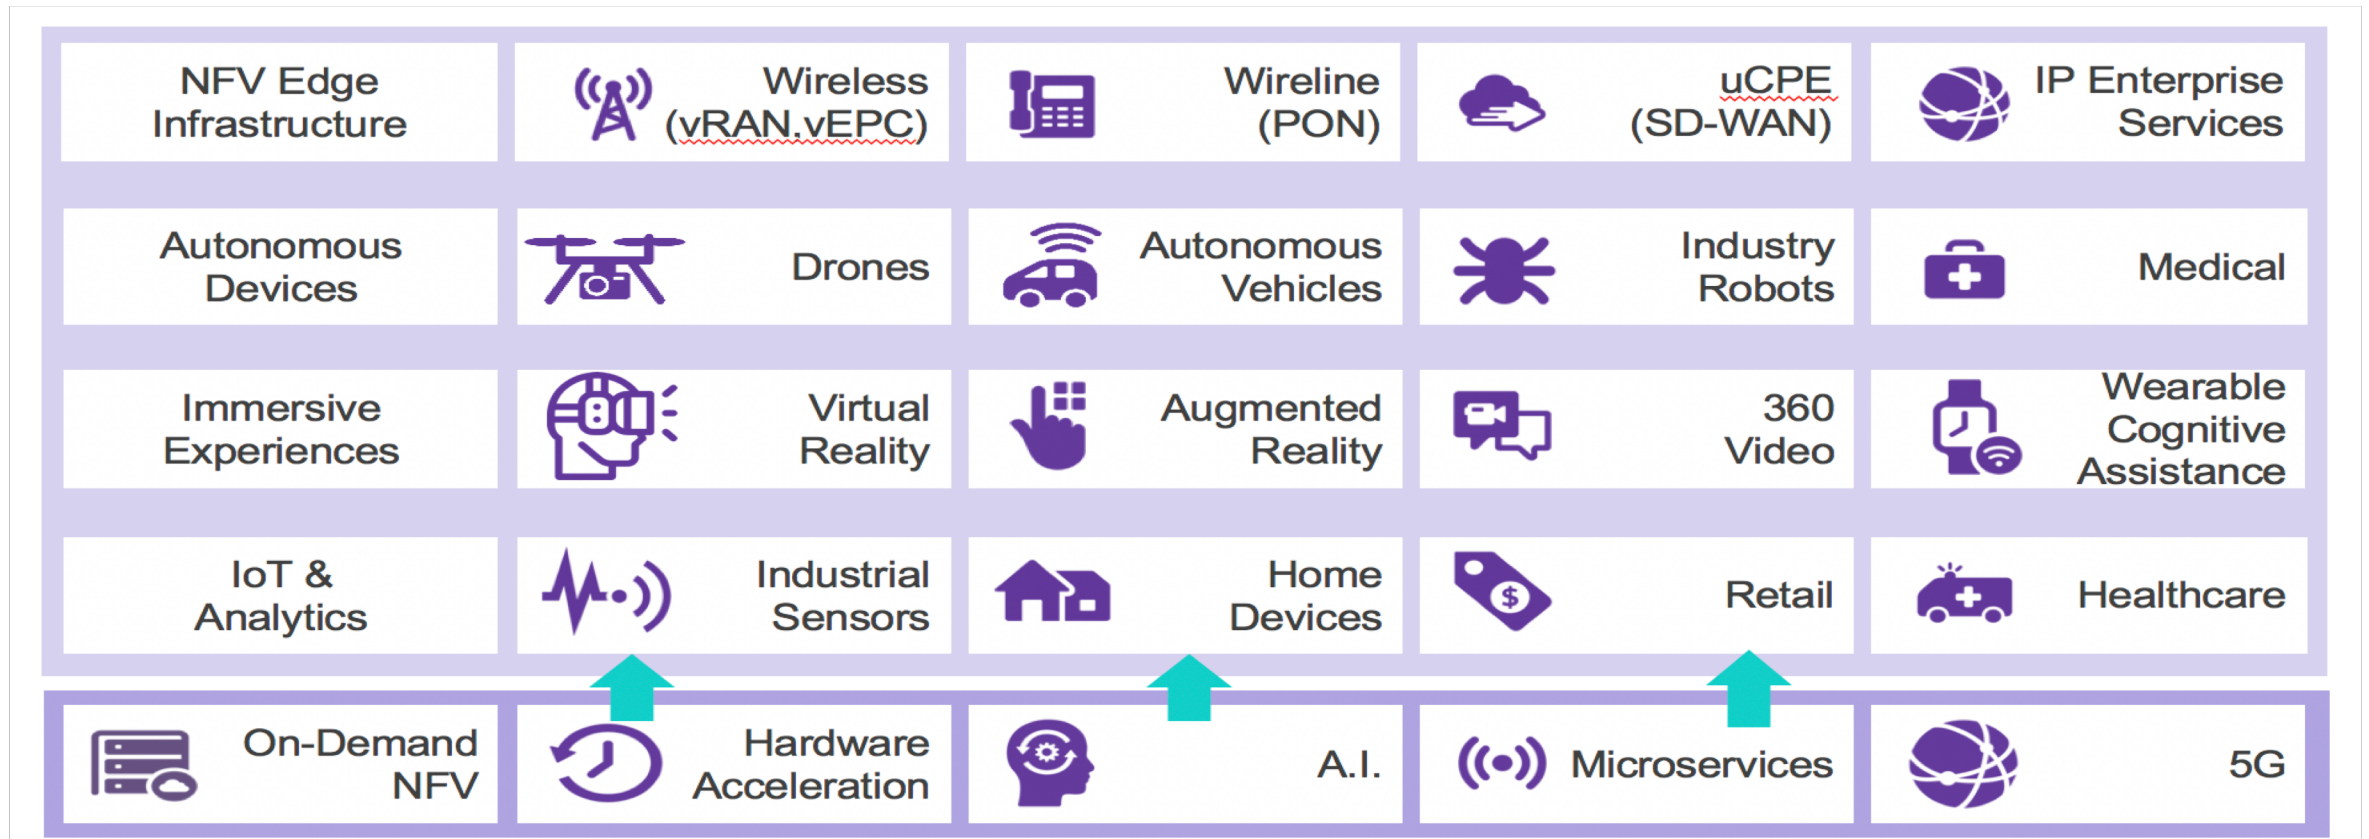 NFV Edge
Infrastructure
Wireless
(vRAN,vEPC)
Wireline
(PON)
uCPE
(SD-WAN)
IP Enterprise
Services
Autonomous
Devices
Drones
Autonomous
Vehicles
Industry
Robots
Medical
Immersive
Experiences
Virtual
Reality
Augmented
Reality
360
Video
Wearable
Cognitive
Assistance
IoT &
Analytics
Industrial
Sensors
Home
Devices
$
Retail
Healthcare
On-Demand
NFV
Hardware
Acceleration
A.I.
Microservices
5G